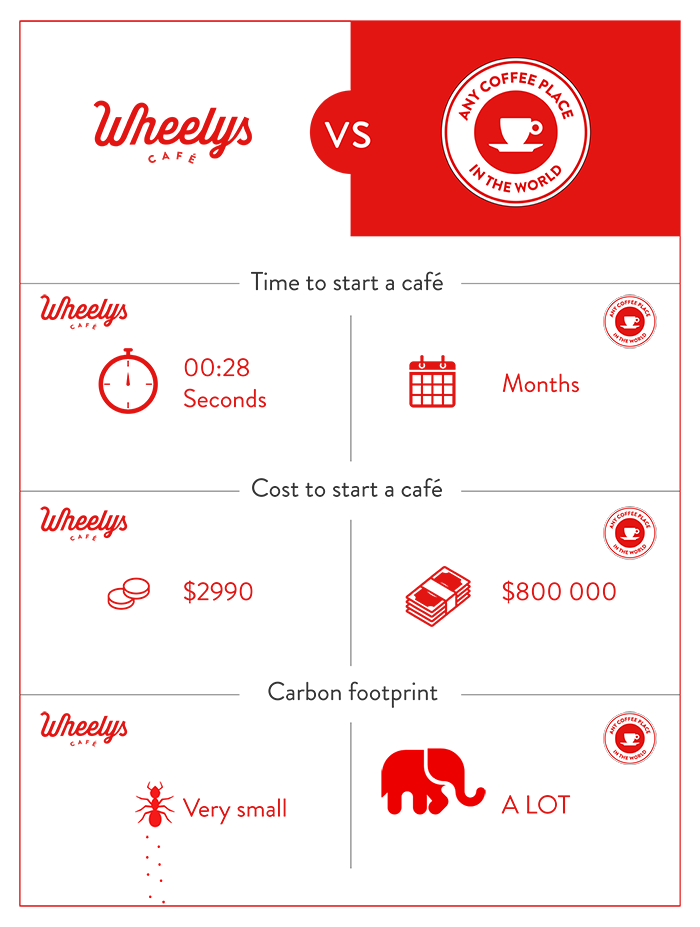 Wheelys
CAFÉ
VS
ANY COFFEE PLACE
IN THE WORLD
Time to start a café
Wheelys
CAFÉ
ANY COFFEE PLACE
IN THE WORLD
00:28
Seconds
Months
Cost to start a café
Wheelys
CAFÉ
ANY COFFEE PLACE
IN THE WORLD
$2990
$800 000
Carbon footprint
Wheelys
CAFÉ
ANY COFFEE PLACE
IN THE WORLD
Very small
A LOT